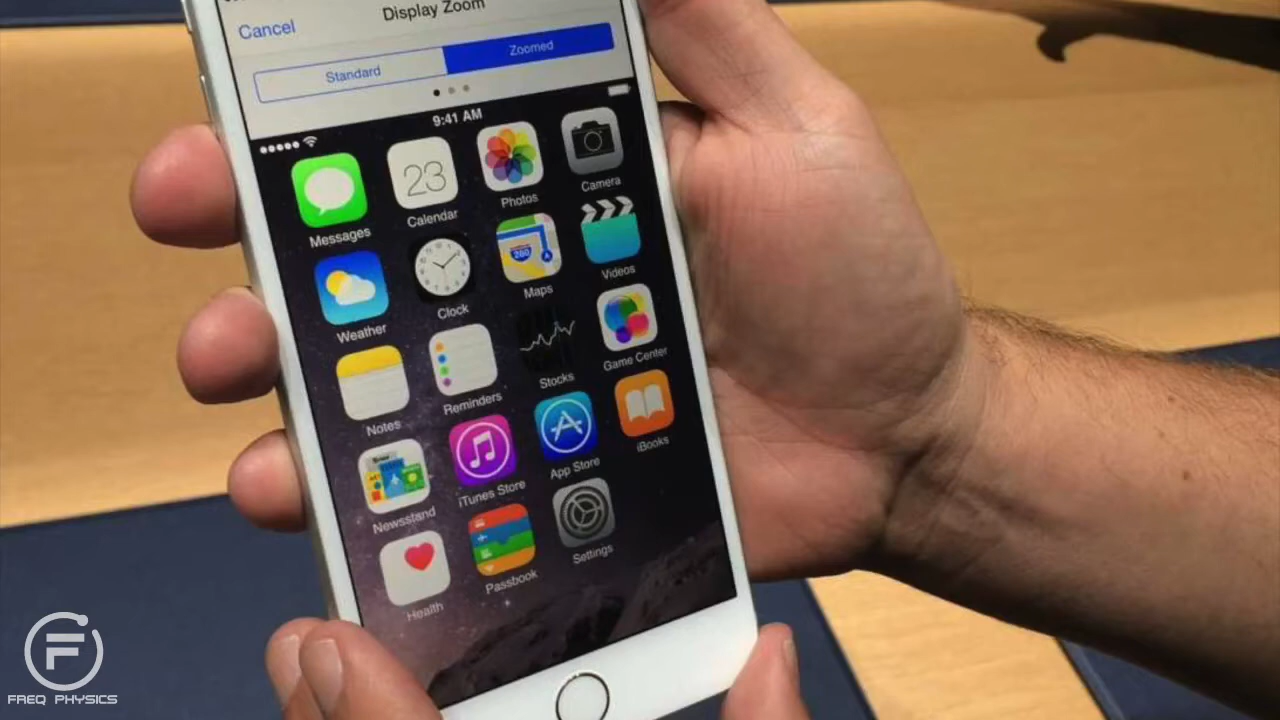 Display Zoom
Cancel
Standard
Zoomed
9:41 AM
Messages
23
Calendar
Photos
Camera
Weather
Clock
280
Maps
Videos
Notes
Reminders
Stocks
Game Center
Newsstand
iTunes Store
App Store
iBooks
Health
Passbook
Settings
F
FREQ PHYSICS